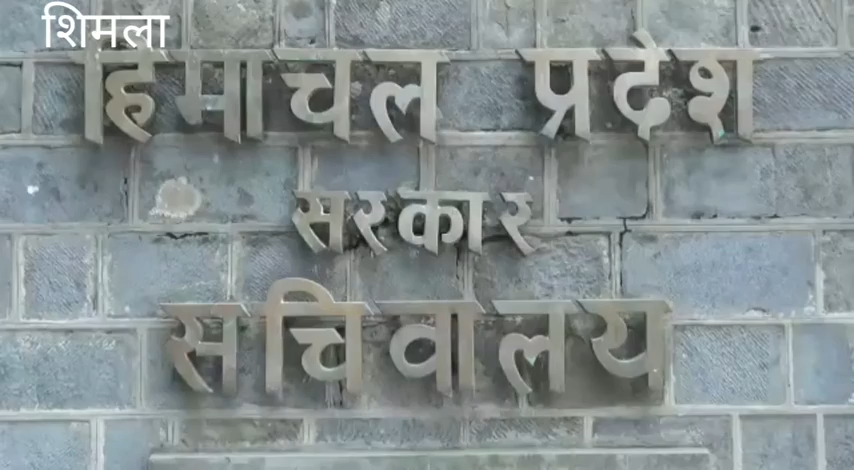 शिमला
हिमाचल प्रदेश
सरकार
सचिवालय